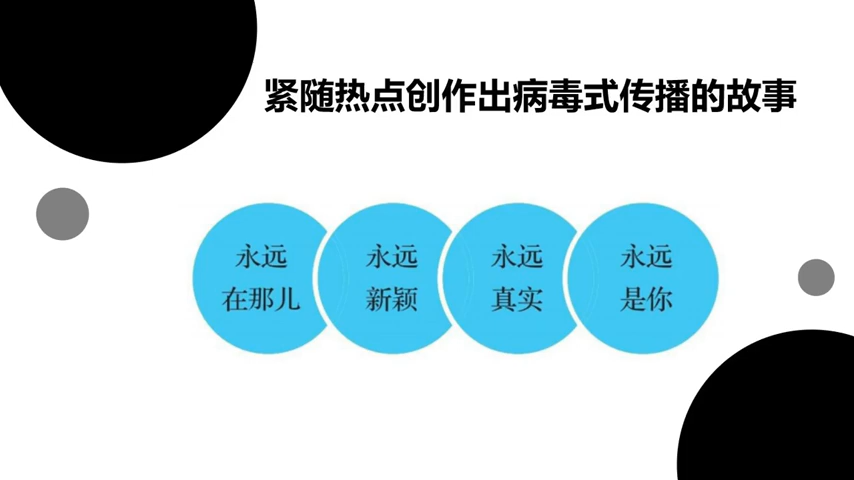 紧随热点创作出病毒式传播的故事
永远
在那儿
永远
新颖
永远
真实
永远
是你